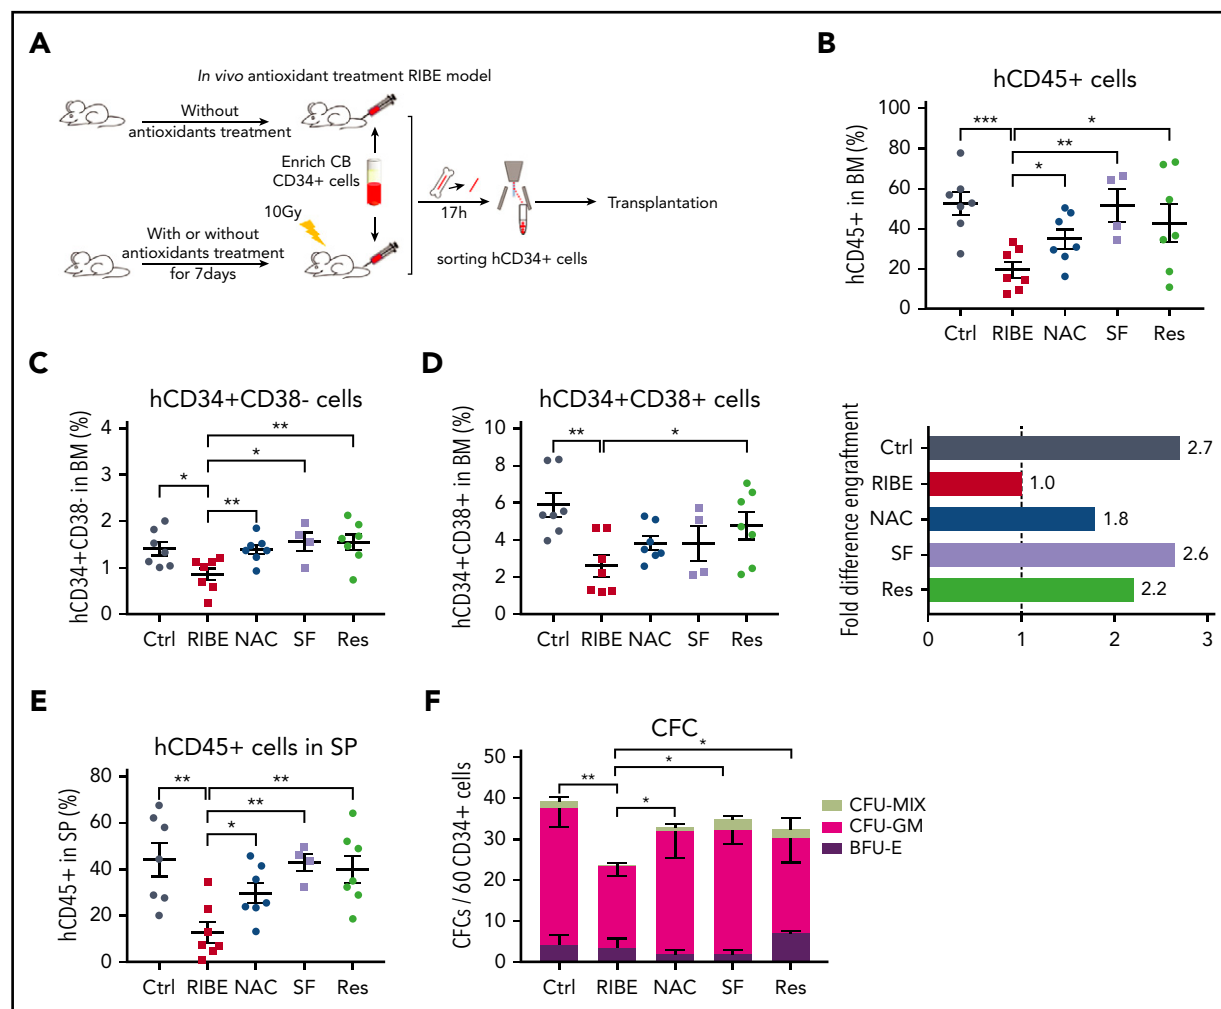 A
In vivo antioxidant treatment RIBE model
Without
antioxidants treatment
Enrich CB
CD34+ cells
10Gy
With or without
antioxidants treatment
for 7days
17h
sorting hCD34+ cells
Transplantation
B
hCD45+ cells
hCD45+ in BM (%)
100
80
60
40
20
0
***
*
**
*
Ctrl RIBE NAC SF Res
C
hCD34+CD38- cells
hCD34+CD38- in BM (%)
4
3
2
1
0
**
*
*
**
Ctrl RIBE NAC SF Res
D
hCD34+CD38+ cells
hCD34+CD38+ in BM (%)
10
8
6
4
2
0
**
*
Ctrl RIBE NAC SF Res
Fold difference engraftment
Ctrl 2.7
RIBE 1.0
NAC 1.8
SF 2.6
Res 2.2
0 1 2 3
E
hCD45+ cells in SP
hCD45+ in SP (%)
80
60
40
20
0
** **
**
*
Ctrl RIBE NAC SF Res
F
CFC
CFCs / 60 CD34+ cells
50
40
30
20
10
0
*
*
**
*
Ctrl RIBE NAC SF Res
CFU-MIX
CFU-GM
BFU-E